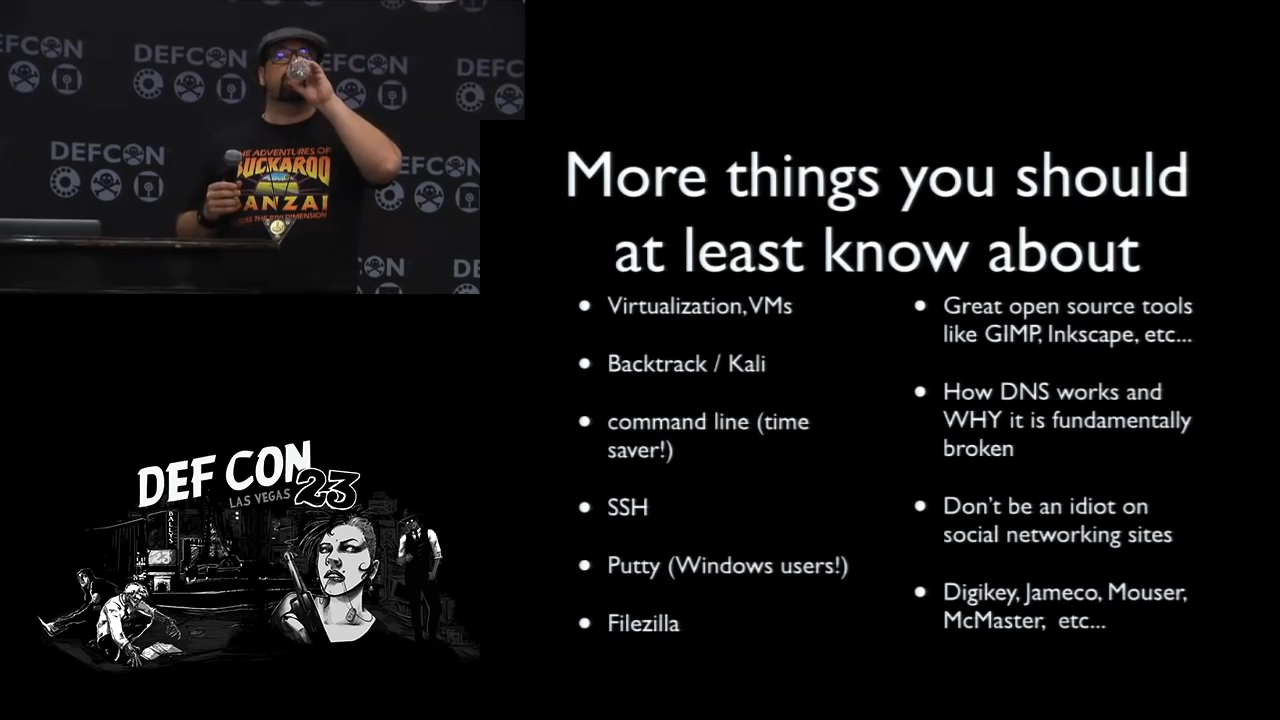 DEFCON
DEFCON
DEFCON
DEFCON
THE ADVENTURES OF
BUCKAROO
BANZAI
More things you should
at least know about
• Virtualization, VMs
• Backtrack / Kali
• command line (time
saver!)
• SSH
• Putty (Windows users!)
• Filezilla
• Great open source tools
like GIMP, Inkscape, etc...
• How DNS works and
WHY it is fundamentally
broken
• Don't be an idiot on
social networking sites
• Digikey, Jameco, Mouser,
McMaster, etc...
DEF CON
LAS VEGAS 23
BALLY'S
23